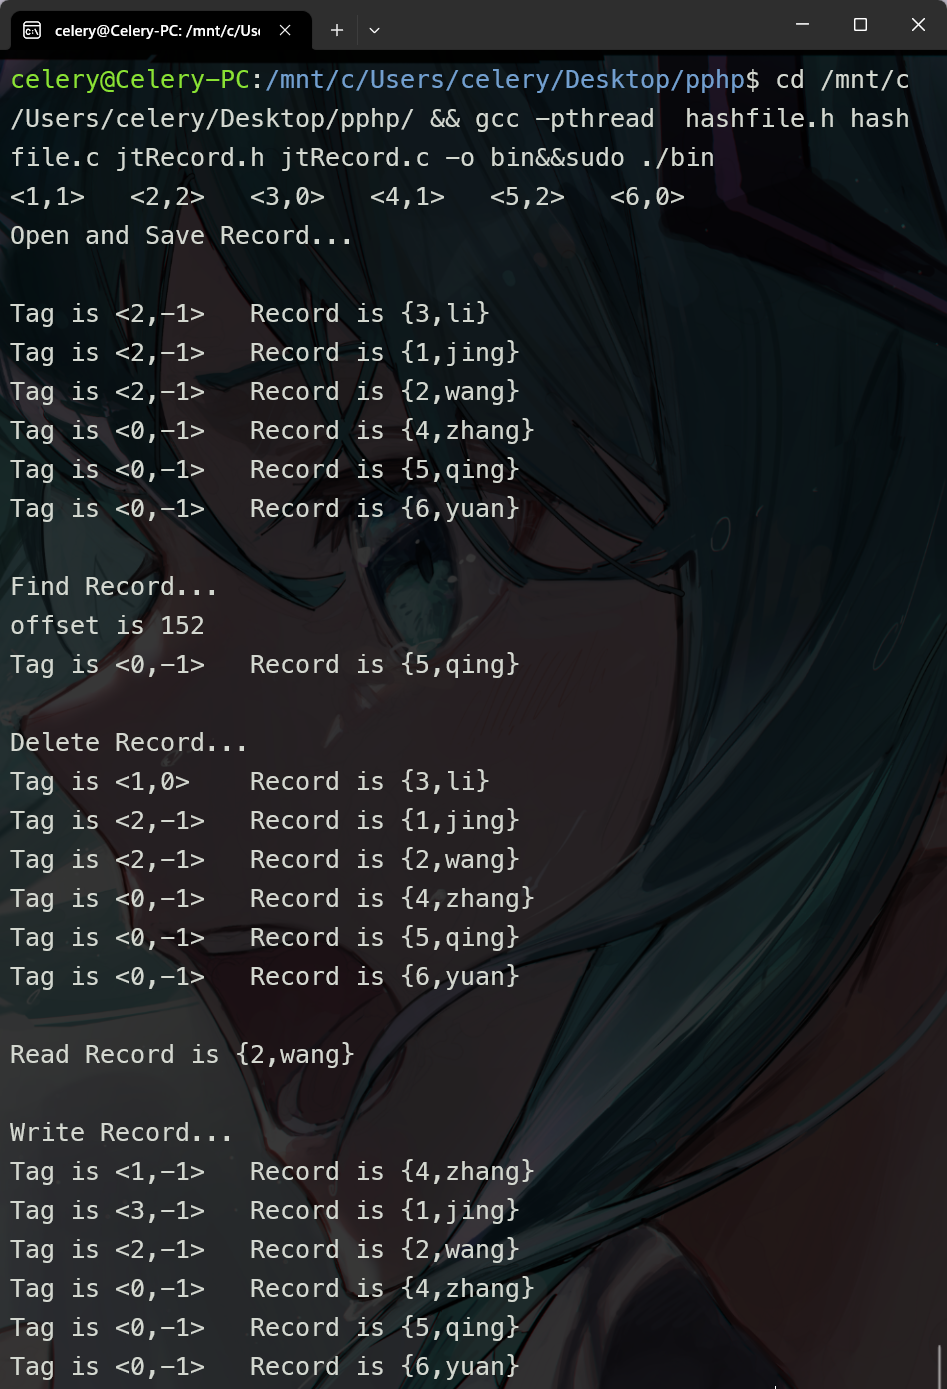 celery@Celery-PC: /mnt/c/Use
celery@Celery-PC:/mnt/c/Users/celery/Desktop/pphp$ cd /mnt/c
/Users/celery/Desktop/pphp/ && gcc -pthread  hashfile.h hash
file.c jtRecord.h jtRecord.c -o bin&&sudo ./bin
<1,1>   <2,2>   <3,0>   <4,1>   <5,2>   <6,0>
Open and Save Record...
Tag is <2,-1>   Record is {3,li}
Tag is <2,-1>   Record is {1,jing}
Tag is <2,-1>   Record is {2,wang}
Tag is <0,-1>   Record is {4,zhang}
Tag is <0,-1>   Record is {5,qing}
Tag is <0,-1>   Record is {6,yuan}
Find Record...
offset is 152
Tag is <0,-1>   Record is {5,qing}
Delete Record...
Tag is <1,0>    Record is {3,li}
Tag is <2,-1>   Record is {1,jing}
Tag is <2,-1>   Record is {2,wang}
Tag is <0,-1>   Record is {4,zhang}
Tag is <0,-1>   Record is {5,qing}
Tag is <0,-1>   Record is {6,yuan}
Read Record is {2,wang}
Write Record...
Tag is <1,-1>   Record is {4,zhang}
Tag is <3,-1>   Record is {1,jing}
Tag is <2,-1>   Record is {2,wang}
Tag is <0,-1>   Record is {4,zhang}
Tag is <0,-1>   Record is {5,qing}
Tag is <0,-1>   Record is {6,yuan}